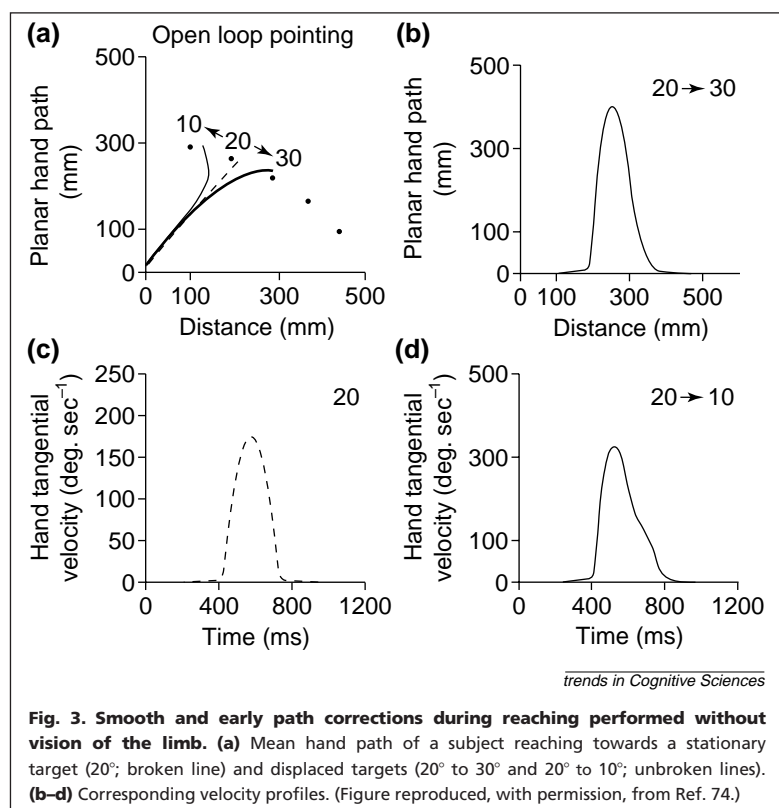 (a) Open loop pointing
500
300
100
0
0 100 300 500
10 20 30
Planar hand path
(mm)
Distance (mm)
(b)
500
300
100
0
0 100 300 500
20 → 30
Planar hand path
(mm)
Distance (mm)
(c)
250
200
150
100
50
0
0 400 800 1200
20
Hand tangential
velocity (deg. sec⁻¹)
Time (ms)
(d)
500
300
100
0
0 400 800 1200
20 → 10
Hand tangential
velocity (deg. sec⁻¹)
Time (ms)
trends in Cognitive Sciences
Fig. 3. Smooth and early path corrections during reaching performed without
vision of the limb. (a) Mean hand path of a subject reaching towards a stationary
target (20°; broken line) and displaced targets (20° to 30° and 20° to 10°; unbroken lines).
(b–d) Corresponding velocity profiles. (Figure reproduced, with permission, from Ref. 74.)